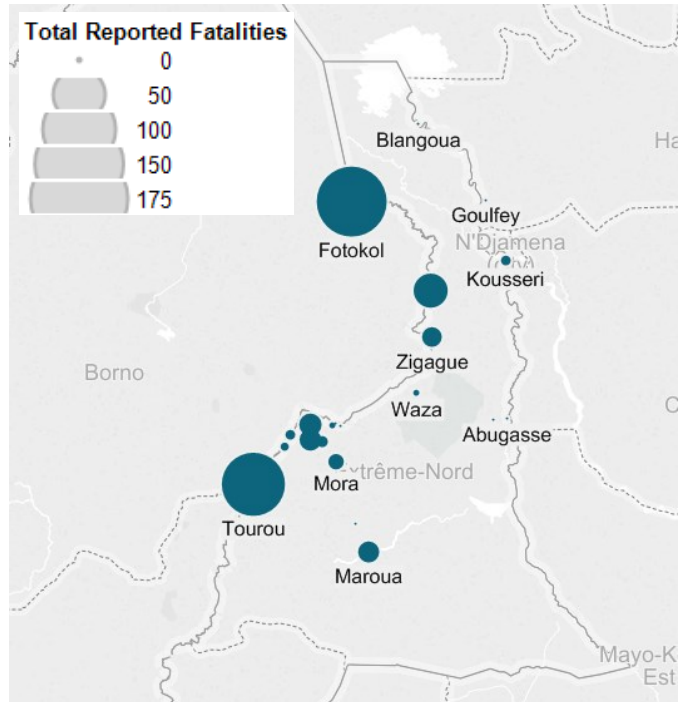 Total Reported Fatalities
0
50
100
150
175
Blangoua
Goulfey
N'Djamena
Fotokol
Kousseri
Zigague
Borno
Waza
Abugasse
Extrême-Nord
Mora
Tourou
Maroua
Mayo-K
Est